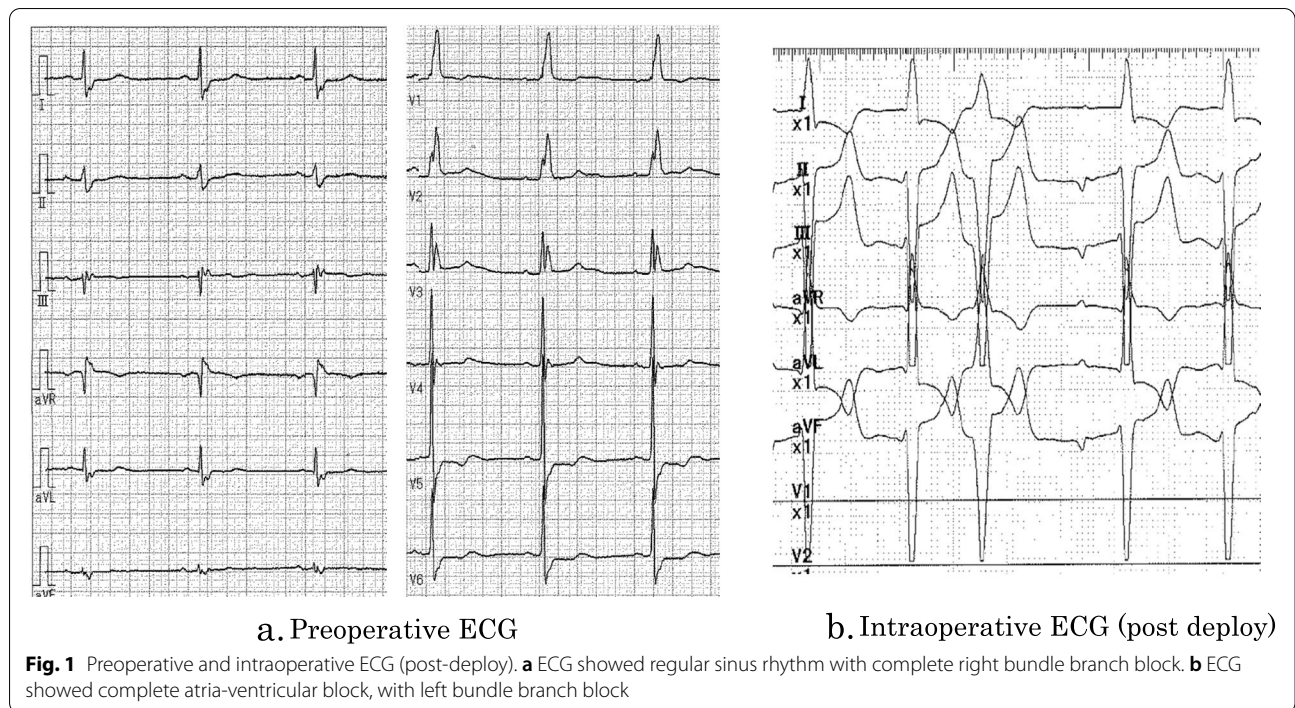 I
II
III
aVR
aVL
aVF
V1
V2
V3
V4
V5
V6
I
x1
II
x1
III
x1
aVR
x1
aVL
x1
aVF
x1
V1
x1
V2
a. Preoperative ECG
b. Intraoperative ECG (post deploy)
Fig. 1 Preoperative and intraoperative ECG (post-deploy). a ECG showed regular sinus rhythm with complete right bundle branch block. b ECG
showed complete atria-ventricular block, with left bundle branch block